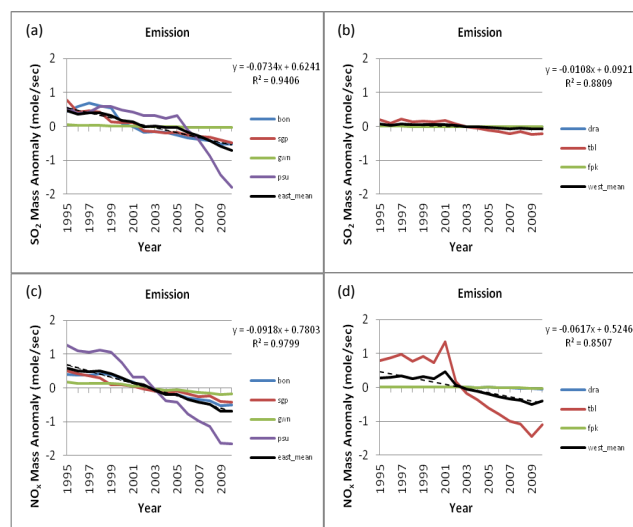 (a)
Emission
y = -0.0734x + 0.6241
R² = 0.9406
SO₂ Mass Anomaly (mole/sec)
2
1
0
-1
-2
1995
1997
1999
2001
2003
2005
2007
2009
Year
bon
sgp
gwn
psu
east_mean
(b)
Emission
y = -0.0108x + 0.0921
R² = 0.8809
SO₂ Mass Anomaly (mole/sec)
2
1
0
-1
-2
1995
1997
1999
2001
2003
2005
2007
2009
Year
dra
tbl
fpk
west_mean
(c)
Emission
y = -0.0918x + 0.7803
R² = 0.9799
NOₓ Mass Anomaly (mole/sec)
2
1
0
-1
-2
1995
1997
1999
2001
2003
2005
2007
2009
Year
bon
sgp
gwn
psu
east_mean
(d)
Emission
y = -0.0617x + 0.5246
R² = 0.8507
NOₓ Mass Anomaly (mole/sec)
2
1
0
-1
-2
1995
1997
1999
2001
2003
2005
2007
2009
Year
dra
tbl
fpk
west_mean